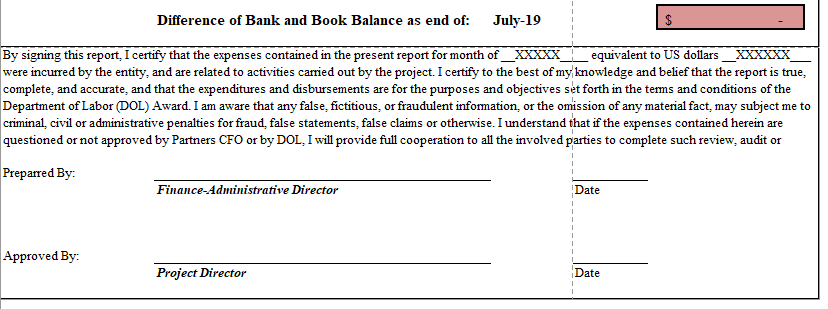 Difference of Bank and Book Balance as end of: July-19 $ -
By signing this report, I certify that the expenses contained in the present report for month of __XXXXX____ equivalent to US dollars __XXXXXX___
were incurred by the entity, and are related to activities carried out by the project. I certify to the best of my knowledge and belief that the report is true,
complete, and accurate, and that the expenditures and disbursements are for the purposes and objectives set forth in the terms and conditions of the
Department of Labor (DOL) Award. I am aware that any false, fictitious, or fraudulent information, or the omission of any material fact, may subject me to
criminal, civil or administrative penalties for fraud, false statements, false claims or otherwise. I understand that if the expenses contained herein are
questioned or not approved by Partners CFO or by DOL, I will provide full cooperation to all the involved parties to complete such review, audit or
Preparred By:
Finance-Administrative Director Date
Approved By:
Project Director Date